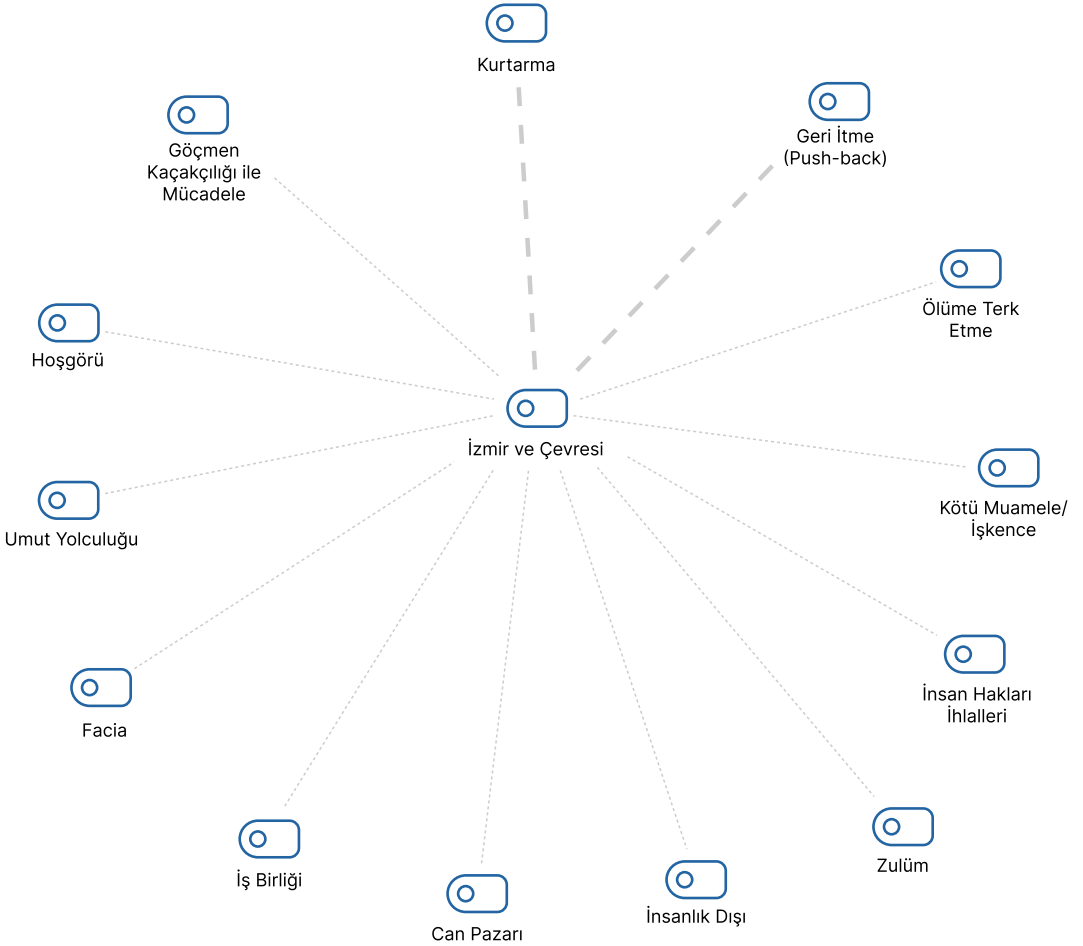 Kurtarma
Göçmen
Kaçakçılığı ile
Mücadele
Geri İtme
(Push-back)
Hoşgörü
Ölüme Terk
Etme
İzmir ve Çevresi
Umut Yolculuğu
Kötü Muamele/
İşkence
Facia
İnsan Hakları
İhlalleri
İş Birliği
Can Pazarı
İnsanlık Dışı
Zulüm